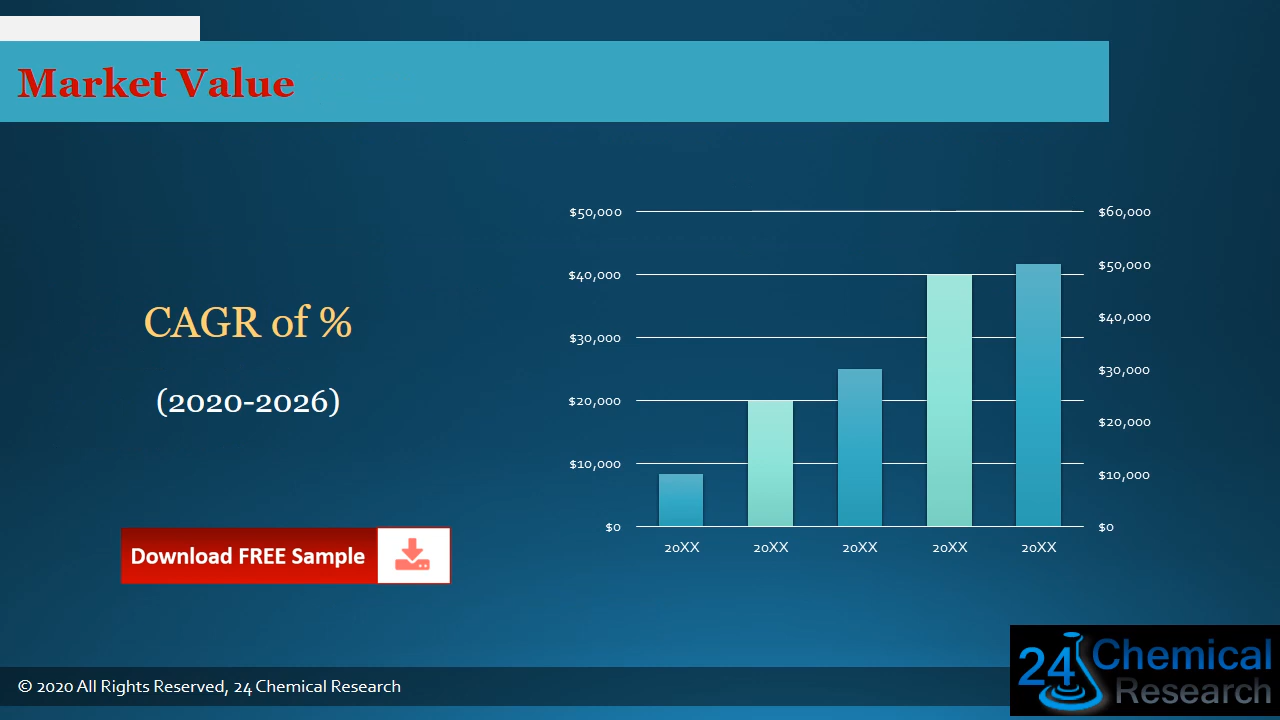 Market Value
CAGR of %
(2020-2026)
Download FREE Sample
$50,000
$40,000
$30,000
$20,000
$10,000
$0
$60,000
$50,000
$40,000
$30,000
$20,000
$10,000
$0
20XX 20XX 20XX 20XX 20XX
© 2020 All Rights Reserved, 24 Chemical Research
24 Chemical
Research